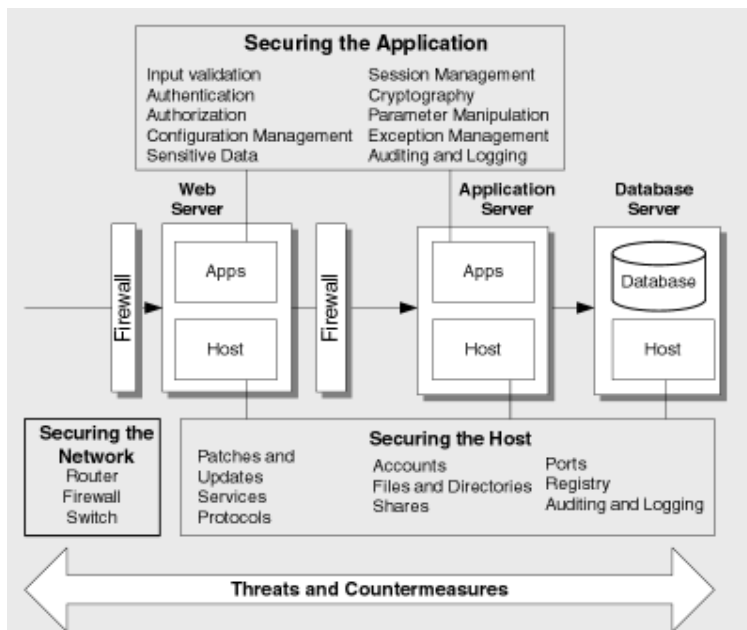 Securing the Application
Input validation
Authentication
Authorization
Configuration Management
Sensitive Data
Session Management
Cryptography
Parameter Manipulation
Exception Management
Auditing and Logging
Web
Server
Application
Server
Database
Server
Firewall
Apps
Host
Firewall
Apps
Host
Database
Host
Securing the
Network
Router
Firewall
Switch
Securing the Host
Patches and
Updates
Services
Protocols
Accounts
Files and Directories
Shares
Ports
Registry
Auditing and Logging
Threats and Countermeasures